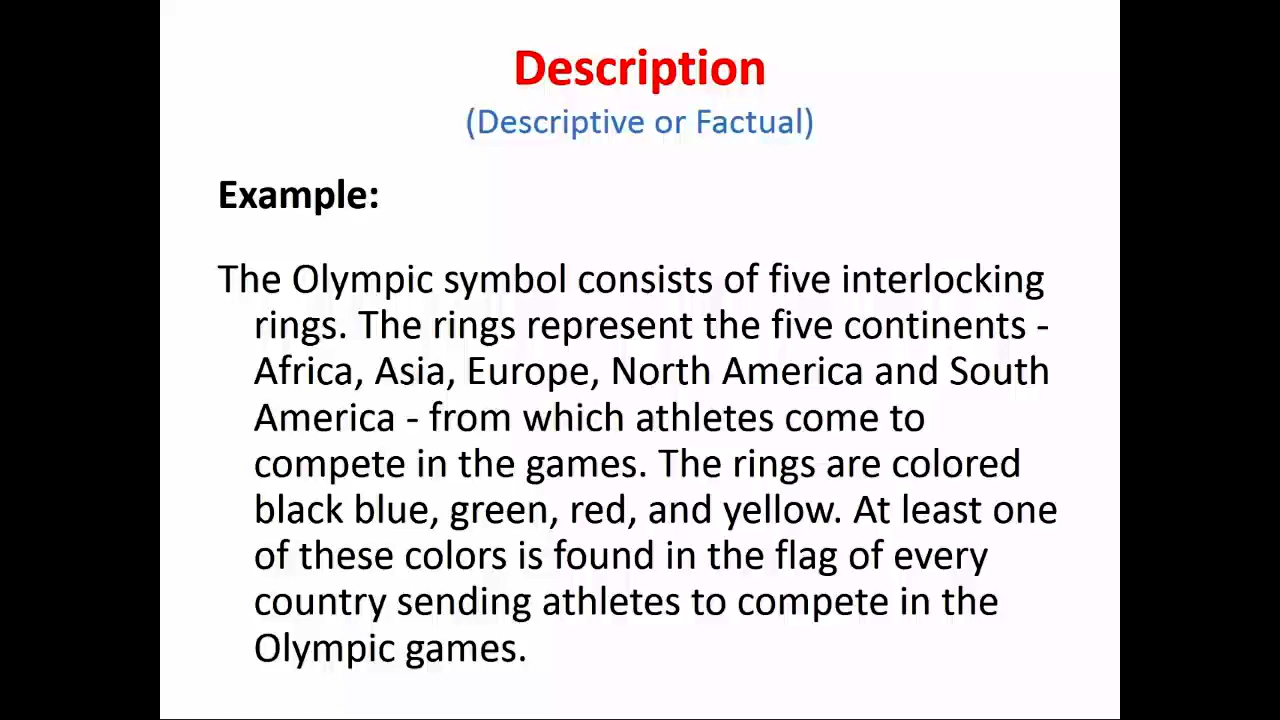 Description
(Descriptive or Factual)
Example:
The Olympic symbol consists of five interlocking
rings. The rings represent the five continents -
Africa, Asia, Europe, North America and South
America - from which athletes come to
compete in the games. The rings are colored
black blue, green, red, and yellow. At least one
of these colors is found in the flag of every
country sending athletes to compete in the
Olympic games.